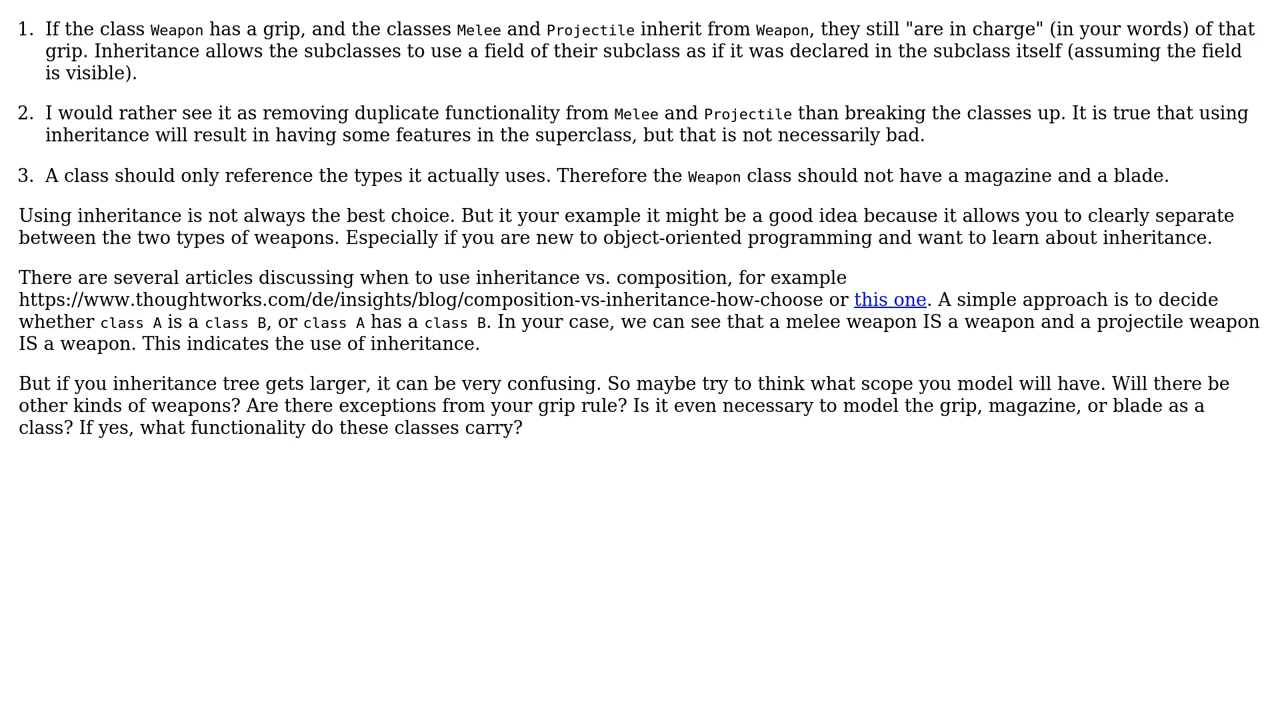 1. If the class Weapon has a grip, and the classes Melee and Projectile inherit from Weapon, they still "are in charge" (in your words) of that
grip. Inheritance allows the subclasses to use a field of their subclass as if it was declared in the subclass itself (assuming the field
is visible).
2. I would rather see it as removing duplicate functionality from Melee and Projectile than breaking the classes up. It is true that using
inheritance will result in having some features in the superclass, but that is not necessarily bad.
3. A class should only reference the types it actually uses. Therefore the Weapon class should not have a magazine and a blade.
Using inheritance is not always the best choice. But it your example it might be a good idea because it allows you to clearly separate
between the two types of weapons. Especially if you are new to object-oriented programming and want to learn about inheritance.
There are several articles discussing when to use inheritance vs. composition, for example
https://www.thoughtworks.com/de/insights/blog/composition-vs-inheritance-how-choose or this one. A simple approach is to decide
whether class A is a class B, or class A has a class B. In your case, we can see that a melee weapon IS a weapon and a projectile weapon
IS a weapon. This indicates the use of inheritance.
But if you inheritance tree gets larger, it can be very confusing. So maybe try to think what scope you model will have. Will there be
other kinds of weapons? Are there exceptions from your grip rule? Is it even necessary to model the grip, magazine, or blade as a
class? If yes, what functionality do these classes carry?